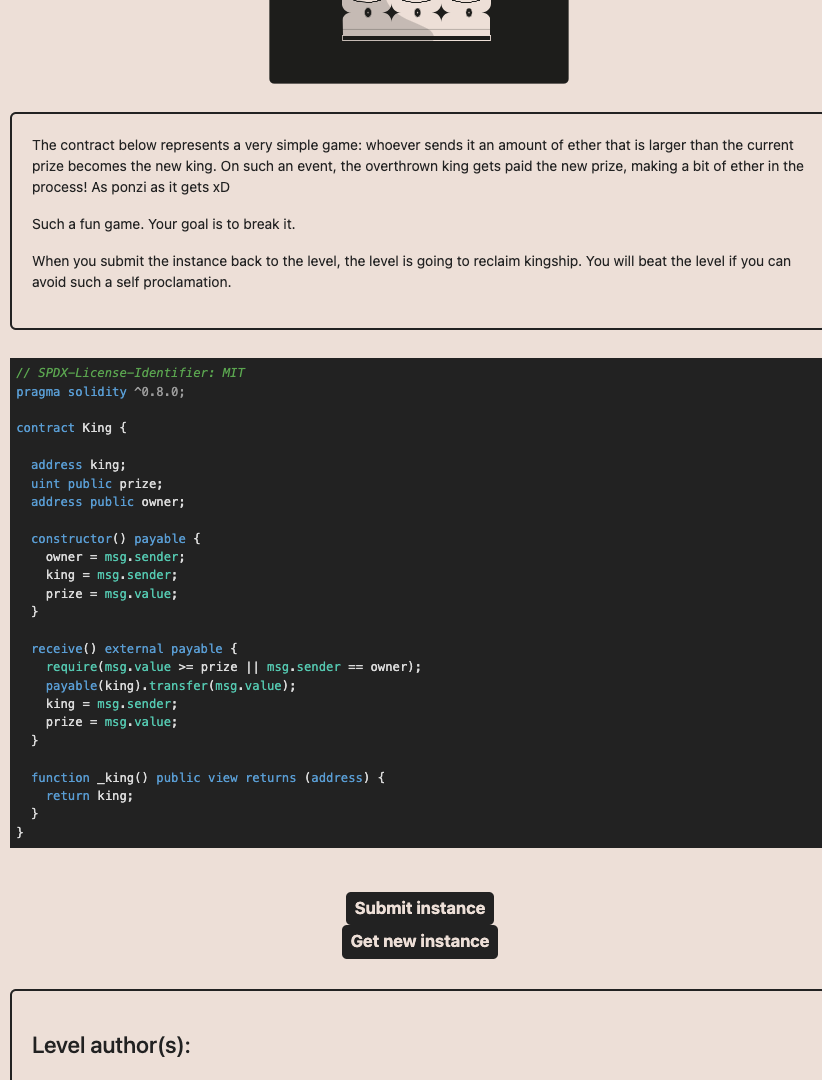 The contract below represents a very simple game: whoever sends it an amount of ether that is larger than the current
prize becomes the new king. On such an event, the overthrown king gets paid the new prize, making a bit of ether in the
process! As ponzi as it gets xD
Such a fun game. Your goal is to break it.
When you submit the instance back to the level, the level is going to reclaim kingship. You will beat the level if you can
avoid such a self proclamation.
// SPDX-License-Identifier: MIT
pragma solidity ^0.8.0;
contract King {
address king;
uint public prize;
address public owner;
constructor() payable {
owner = msg.sender;
king = msg.sender;
prize = msg.value;
}
receive() external payable {
require(msg.value >= prize || msg.sender == owner);
payable(king).transfer(msg.value);
king = msg.sender;
prize = msg.value;
}
function _king() public view returns (address) {
return king;
}
}
Submit instance
Get new instance
Level author(s):